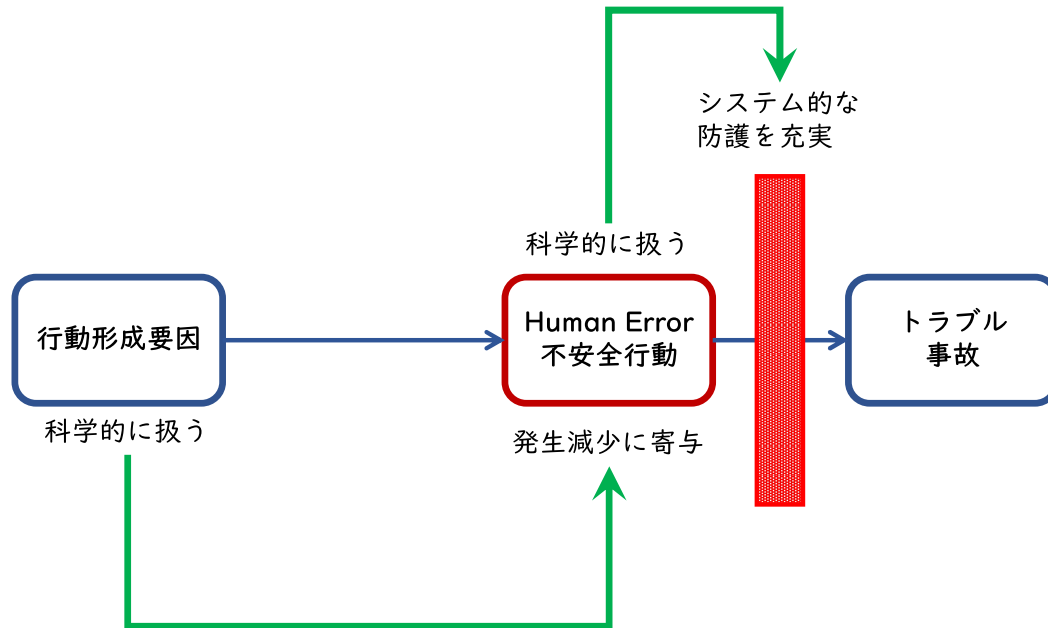 システム的な
防護を充実
科学的に扱う
行動形成要因
Human Error
不安全行動
トラブル
事故
科学的に扱う
発生減少に寄与